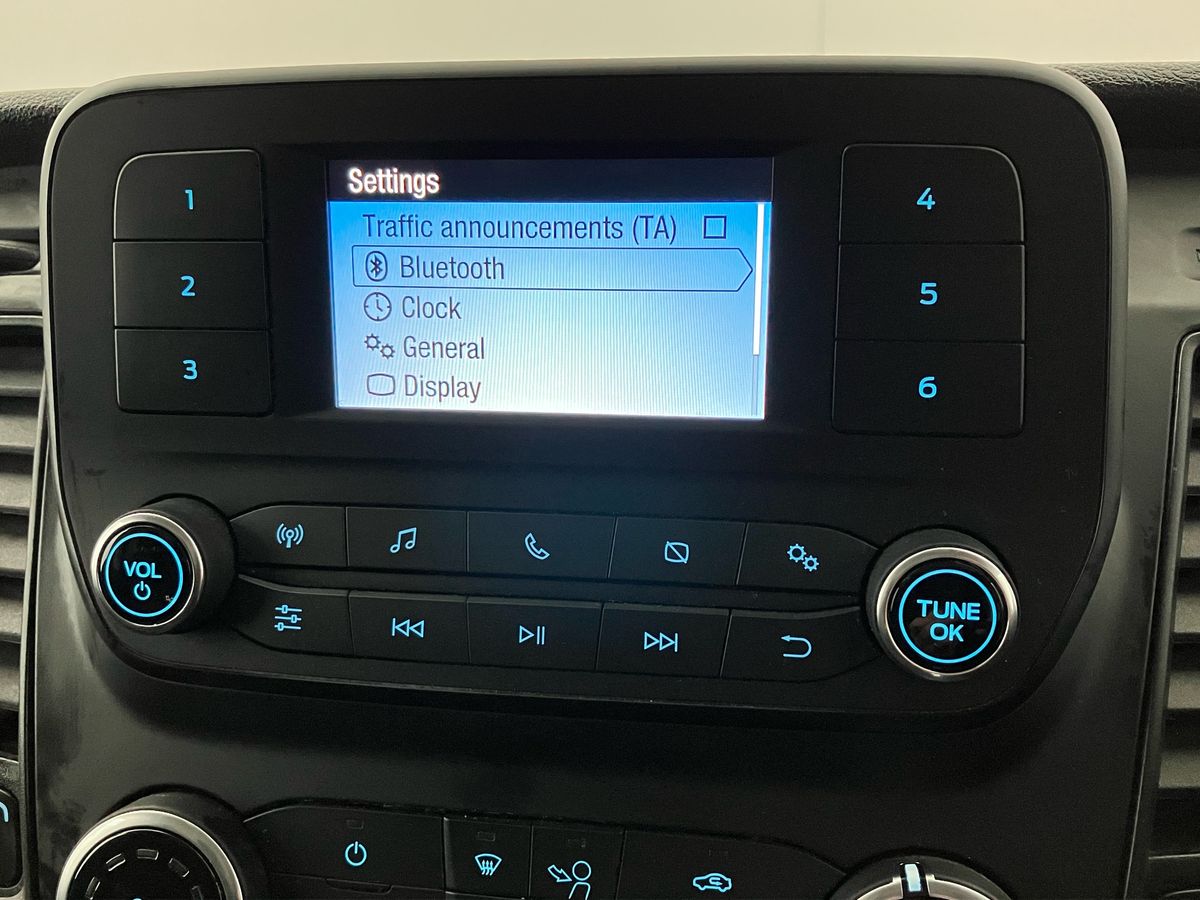 Settings
Traffic announcements (TA)
Bluetooth
Clock
General
Display
1
2
3
4
5
6
VOL
TUNE
OK